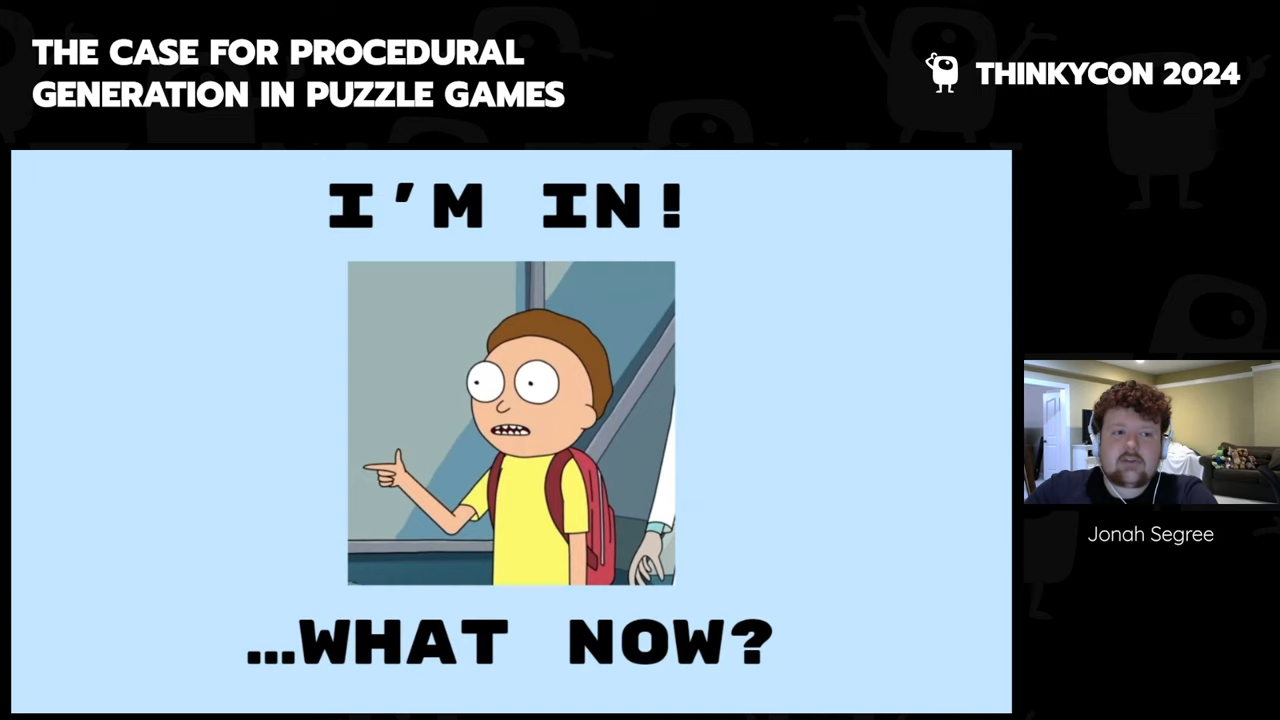 THE CASE FOR PROCEDURAL
GENERATION IN PUZZLE GAMES
THINKYCON 2024
I’M IN!
Jonah Segree
…WHAT NOW?